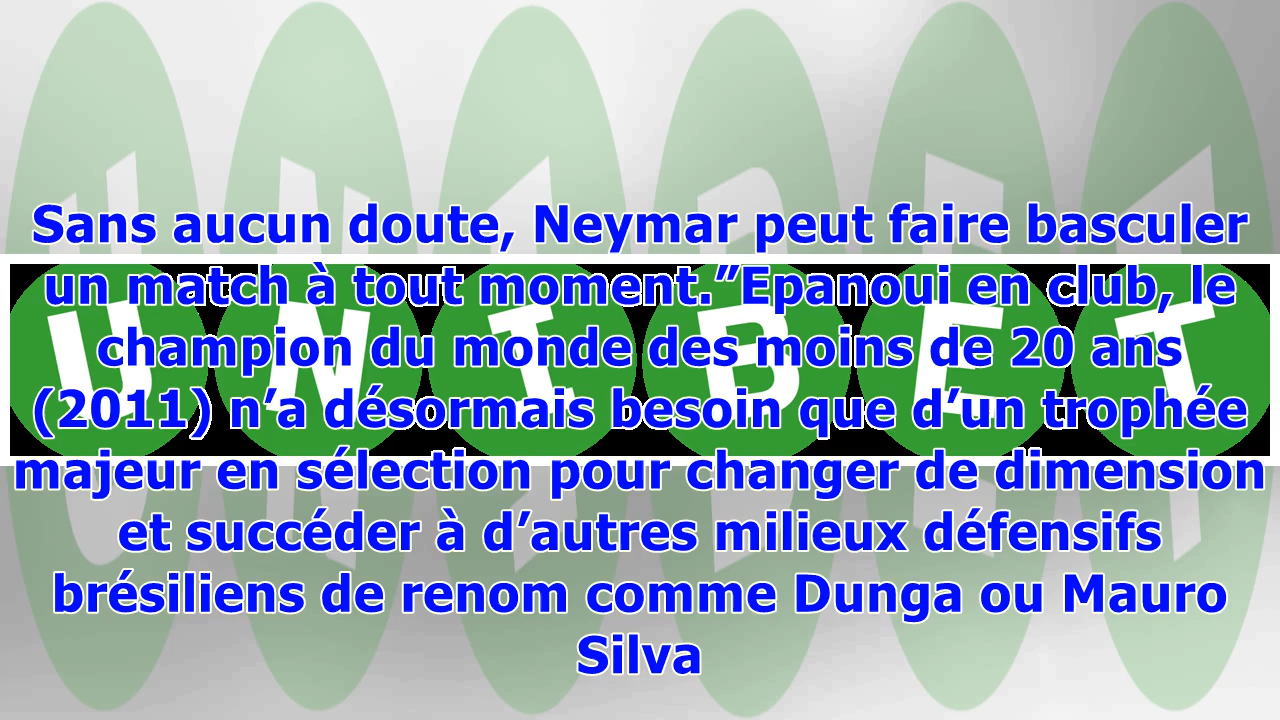 Sans aucun doute, Neymar peut faire basculer
un match à tout moment.”Epanoui en club, le
champion du monde des moins de 20 ans
(2011) n’a désormais besoin que d’un trophée
majeur en sélection pour changer de dimension
et succéder à d’autres milieux défensifs
brésiliens de renom comme Dunga ou Mauro
Silva
UNIBET